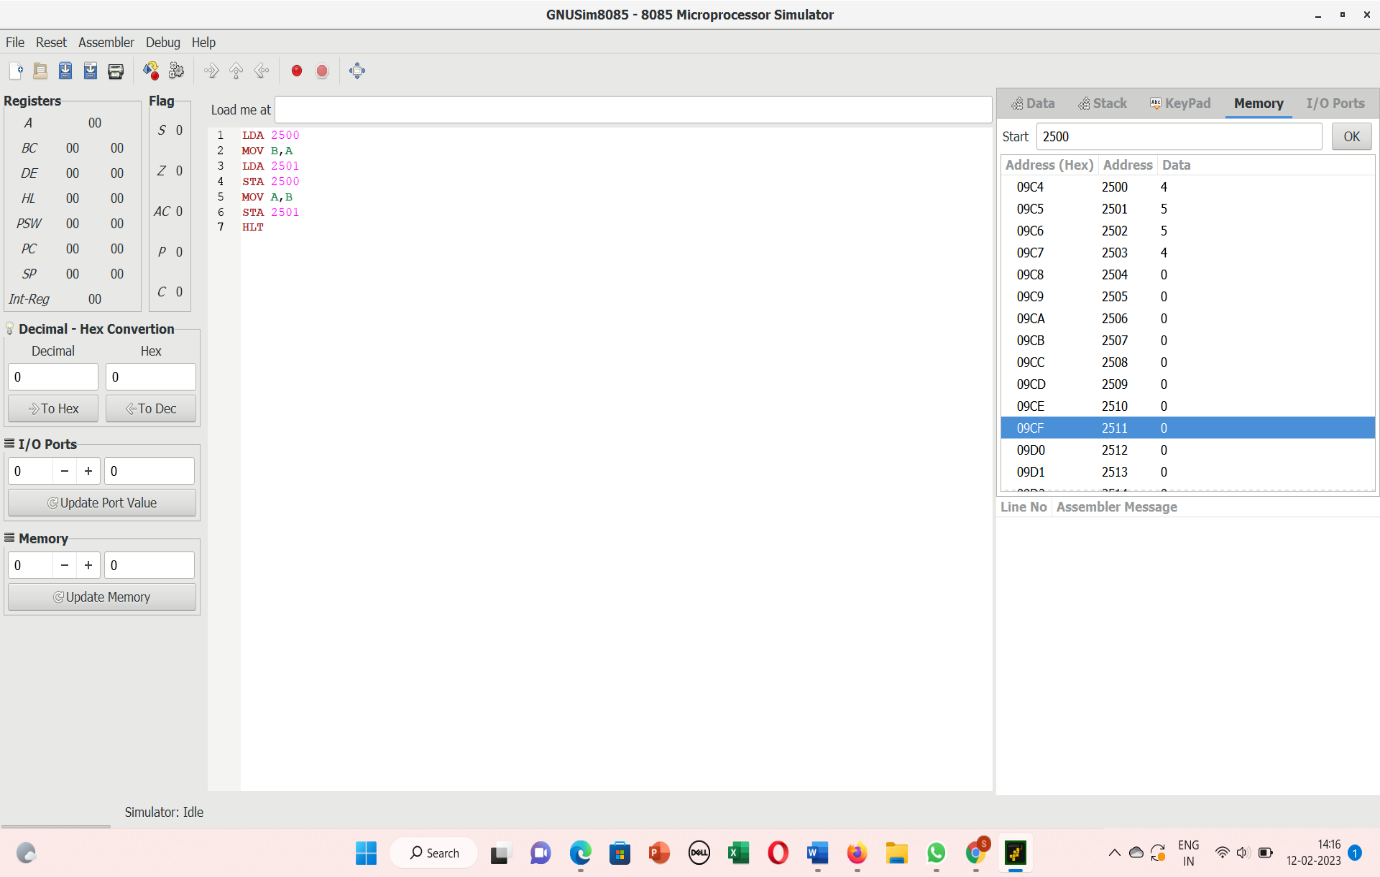 GNUSim8085 - 8085 Microprocessor Simulator
File Reset Assembler Debug Help
Registers
A 00
BC 00 00
DE 00 00
HL 00 00
PSW 00 00
PC 00 00
SP 00 00
Int-Reg 00
Flag
S 0
Z 0
AC 0
P 0
C 0
Decimal - Hex Convertion
Decimal Hex
0 0
To Hex To Dec
I/O Ports
0 - + 0
Update Port Value
Memory
0 - + 0
Update Memory
Load me at
1 LDA 2500
2 MOV B,A
3 LDA 2501
4 STA 2500
5 MOV A,B
6 STA 2501
7 HLT
Data Stack Abc KeyPad Memory I/O Ports
Start 2500 OK
Address (Hex) Address Data
09C4 2500 4
09C5 2501 5
09C6 2502 5
09C7 2503 4
09C8 2504 0
09C9 2505 0
09CA 2506 0
09CB 2507 0
09CC 2508 0
09CD 2509 0
09CE 2510 0
09CF 2511 0
09D0 2512 0
09D1 2513 0
Line No Assembler Message
Simulator: Idle
Search
DELL
S
ENG
IN
14:16
12-02-2023
1